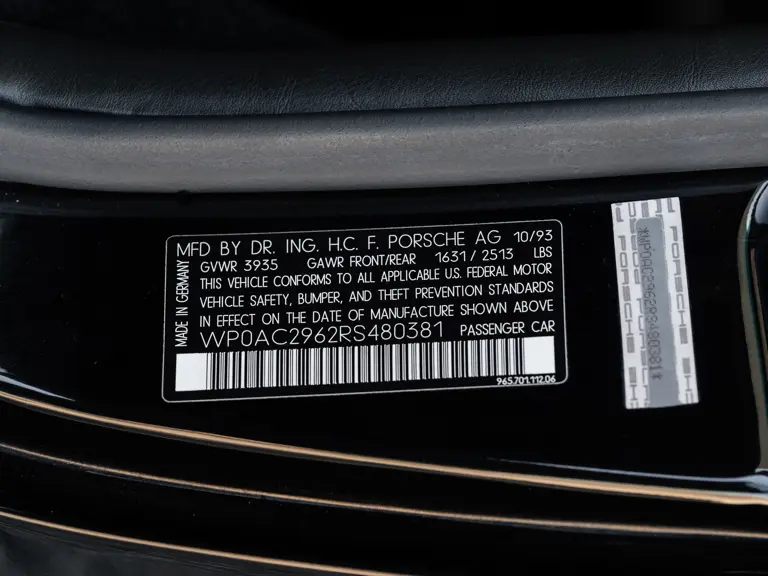 MADE IN GERMANY
MFD BY DR. ING. H.C. F. PORSCHE AG 10/93
GVWR 3935 GAWR FRONT/REAR 1631 / 2513 LBS
THIS VEHICLE CONFORMS TO ALL APPLICABLE U.S. FEDERAL MOTOR
VEHICLE SAFETY, BUMPER, AND THEFT PREVENTION STANDARDS
IN EFFECT ON THE DATE OF MANUFACTURE SHOWN ABOVE
WP0AC2962RS480381 PASSENGER CAR
965.701.112.06
*WP0AC2962RS480381*
PORSCHE
PORSCHE